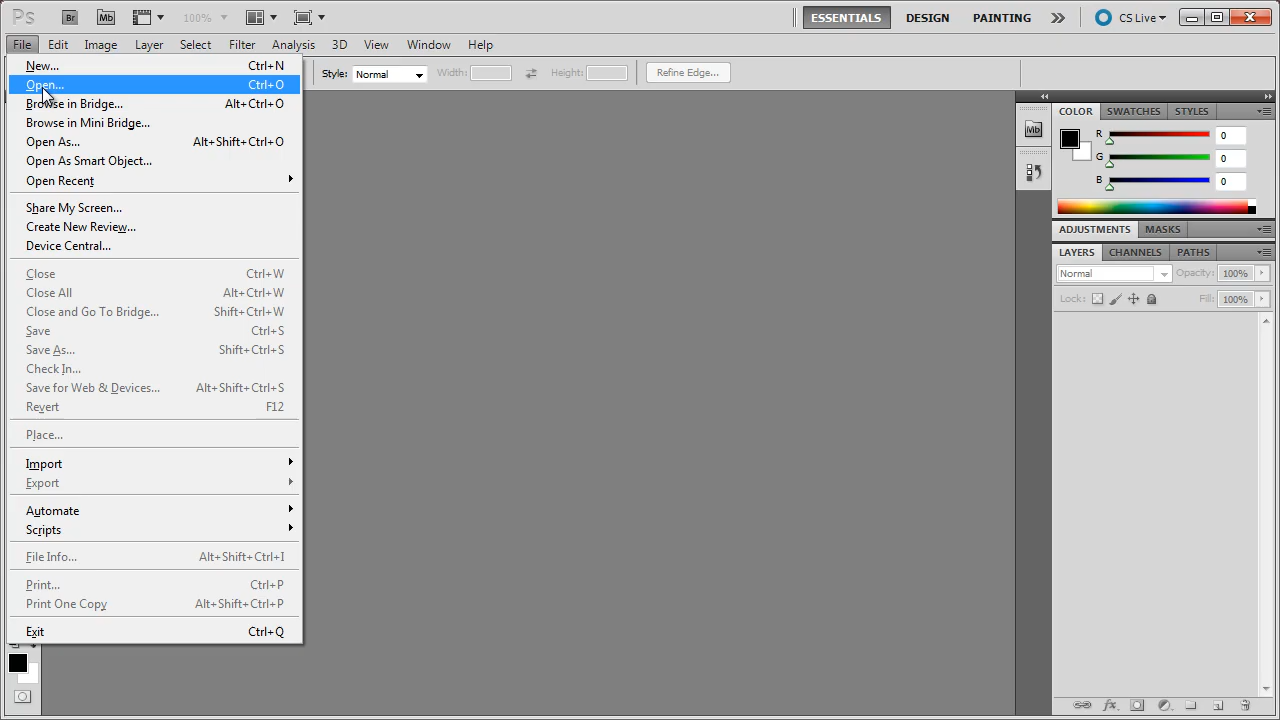 Ps Br Mb 100% ESSENTIALS DESIGN PAINTING CS Live
File Edit Image Layer Select Filter Analysis 3D View Window Help
Style: Normal Width: Height: Refine Edge...
New... Ctrl+N
Open... Ctrl+O
Browse in Bridge... Alt+Ctrl+O
Browse in Mini Bridge...
Open As... Alt+Shift+Ctrl+O
Open As Smart Object...
Open Recent
Share My Screen...
Create New Review...
Device Central...
Close Ctrl+W
Close All Alt+Ctrl+W
Close and Go To Bridge... Shift+Ctrl+W
Save Ctrl+S
Save As... Shift+Ctrl+S
Check In...
Save for Web & Devices... Alt+Shift+Ctrl+S
Revert F12
Place...
Import
Export
Automate
Scripts
File Info... Alt+Shift+Ctrl+I
Print... Ctrl+P
Print One Copy Alt+Shift+Ctrl+P
Exit Ctrl+Q
Mb
COLOR SWATCHES STYLES
R 0
G 0
B 0
ADJUSTMENTS MASKS
LAYERS CHANNELS PATHS
Normal Opacity: 100%
Lock: Fill: 100%
fx